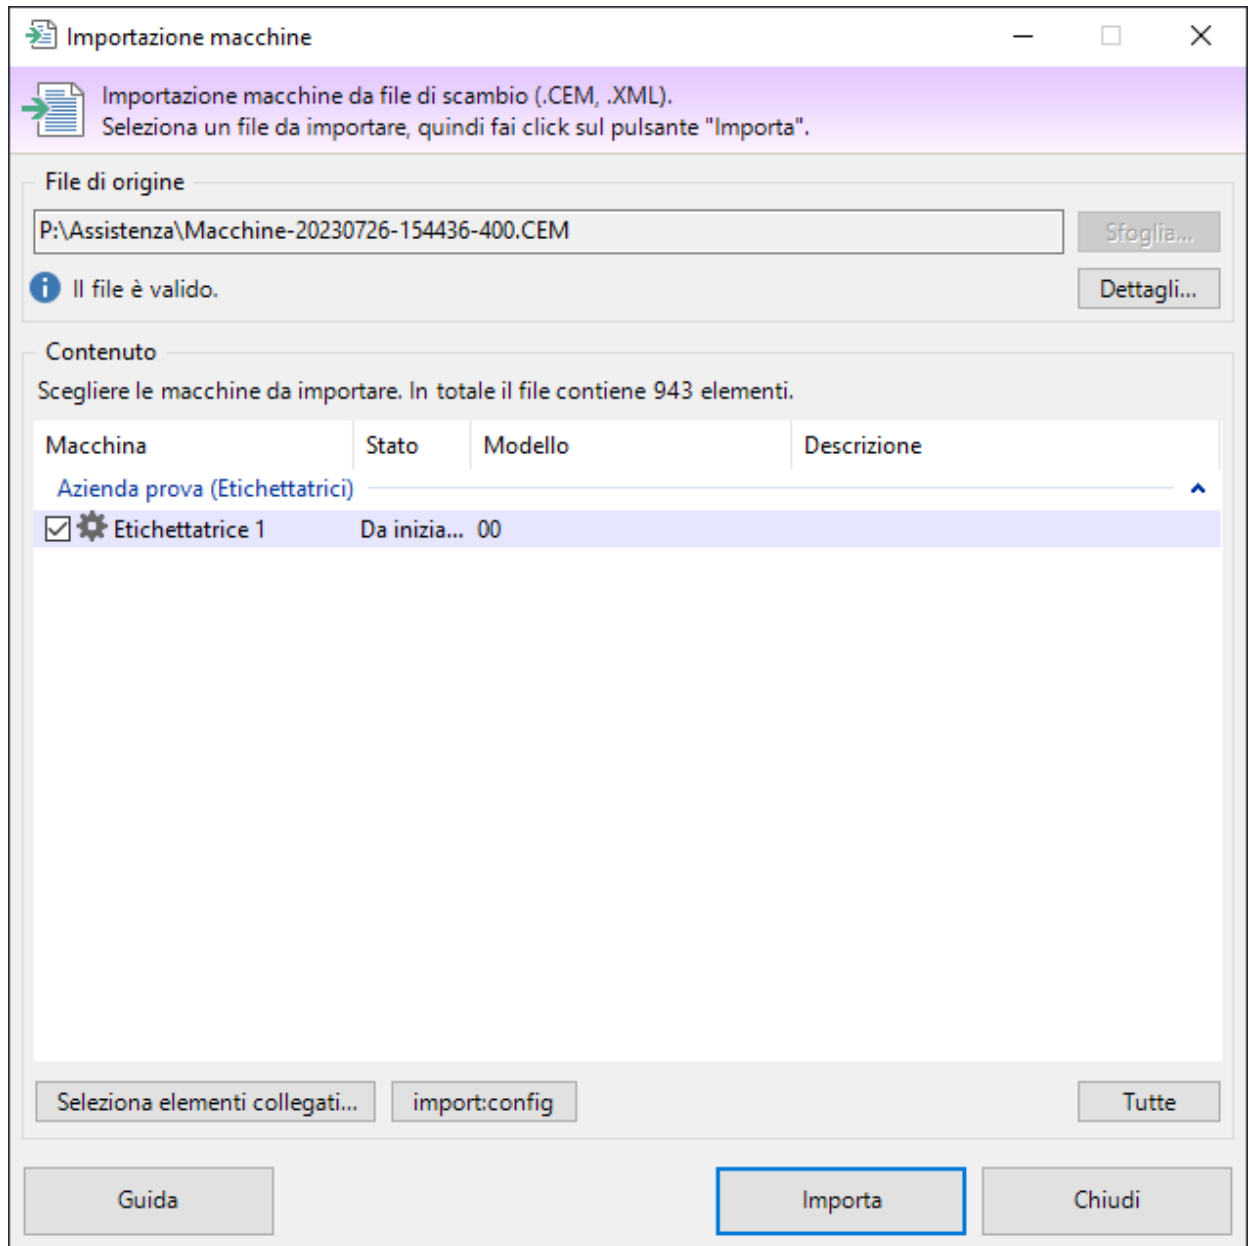 Importazione macchine
Importazione macchine da file di scambio (.CEM, .XML).
Seleziona un file da importare, quindi fai click sul pulsante "Importa".
File di origine
P:\Assistenza\Macchine-20230726-154436-400.CEM
Sfoglia...
Il file è valido.
Dettagli...
Contenuto
Scegliere le macchine da importare. In totale il file contiene 943 elementi.
Macchina Stato Modello Descrizione
Azienda prova (Etichettatrici)
Etichettatrice 1 Da inizia... 00
Seleziona elementi collegati... import:config Tutte
Guida Importa Chiudi